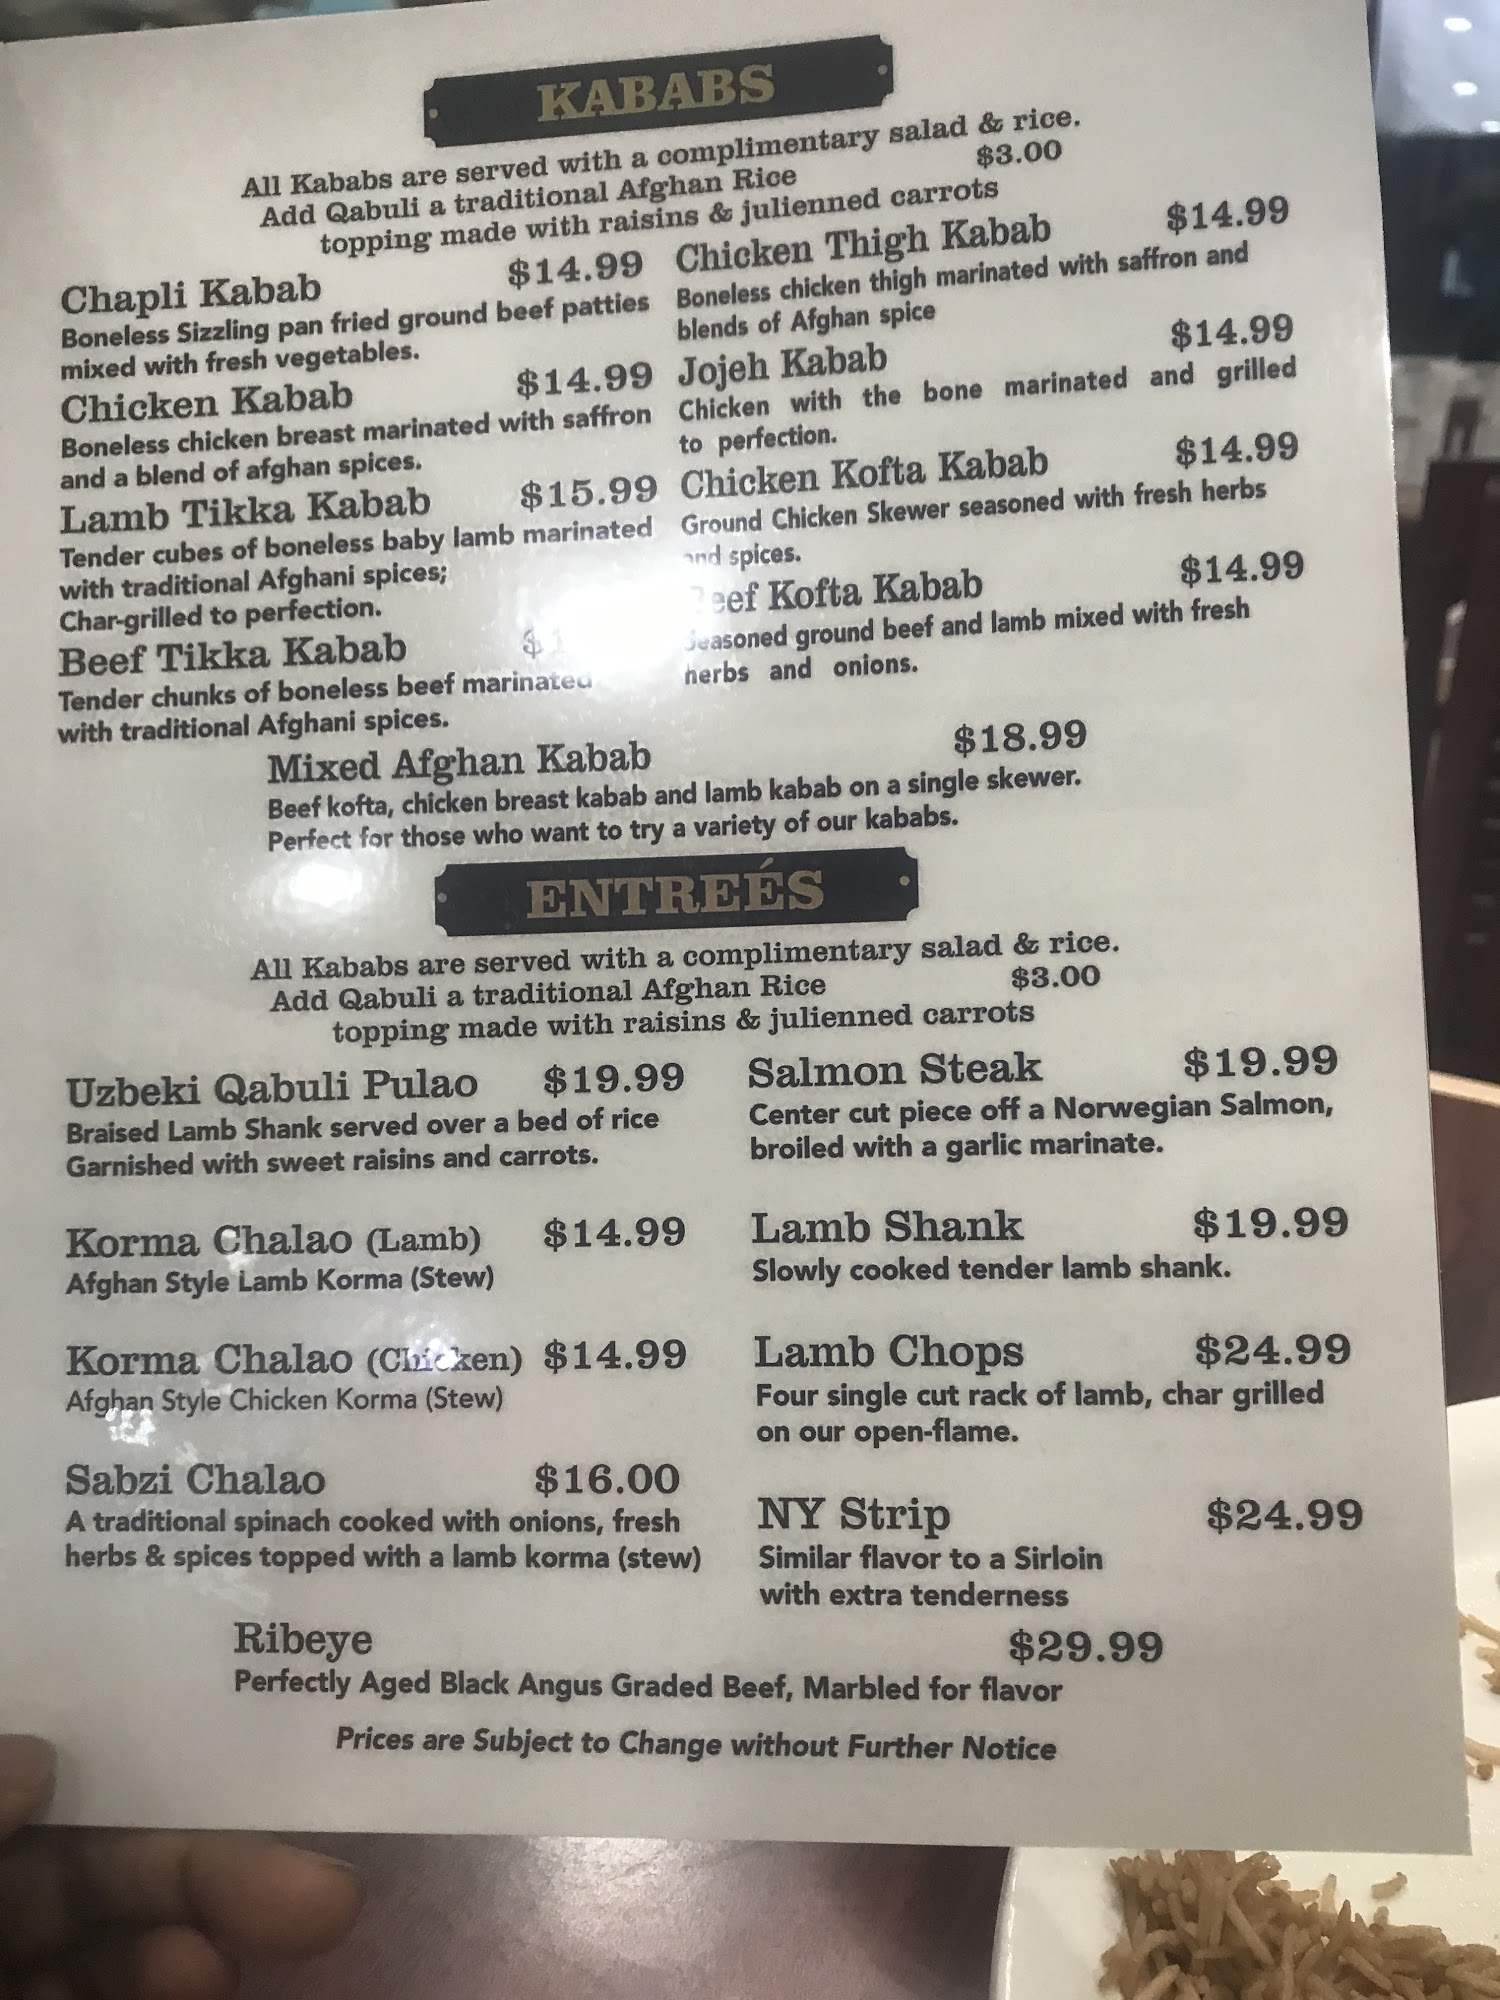 KABABS
All Kababs are served with a complimentary salad & rice.
Add Qabuli a traditional Afghan Rice $3.00
topping made with raisins & julienned carrots
Chapli Kabab $14.99
Boneless Sizzling pan fried ground beef patties
mixed with fresh vegetables.
Chicken Kabab $14.99
Boneless chicken breast marinated with saffron
and a blend of afghan spices.
Lamb Tikka Kabab $15.99
Tender cubes of boneless baby lamb marinated
with traditional Afghani spices;
Char-grilled to perfection.
Beef Tikka Kabab
Tender chunks of boneless beef marinated
with traditional Afghani spices.
Chicken Thigh Kabab $14.99
Boneless chicken thigh marinated with saffron and
blends of Afghan spice
Jojeh Kabab $14.99
Chicken with the bone marinated and grilled
to perfection.
Chicken Kofta Kabab $14.99
Ground Chicken Skewer seasoned with fresh herbs
and spices.
Beef Kofta Kabab $14.99
Seasoned ground beef and lamb mixed with fresh
herbs and onions.
Mixed Afghan Kabab $18.99
Beef kofta, chicken breast kabab and lamb kabab on a single skewer.
Perfect for those who want to try a variety of our kababs.
ENTREÉS
All Kababs are served with a complimentary salad & rice.
Add Qabuli a traditional Afghan Rice $3.00
topping made with raisins & julienned carrots
Uzbeki Qabuli Pulao $19.99
Braised Lamb Shank served over a bed of rice
Garnished with sweet raisins and carrots.
Korma Chalao (Lamb) $14.99
Afghan Style Lamb Korma (Stew)
Korma Chalao (Chicken) $14.99
Afghan Style Chicken Korma (Stew)
Sabzi Chalao $16.00
A traditional spinach cooked with onions, fresh
herbs & spices topped with a lamb korma (stew)
Salmon Steak $19.99
Center cut piece off a Norwegian Salmon,
broiled with a garlic marinate.
Lamb Shank $19.99
Slowly cooked tender lamb shank.
Lamb Chops $24.99
Four single cut rack of lamb, char grilled
on our open-flame.
NY Strip $24.99
Similar flavor to a Sirloin
with extra tenderness
Ribeye $29.99
Perfectly Aged Black Angus Graded Beef, Marbled for flavor
Prices are Subject to Change without Further Notice